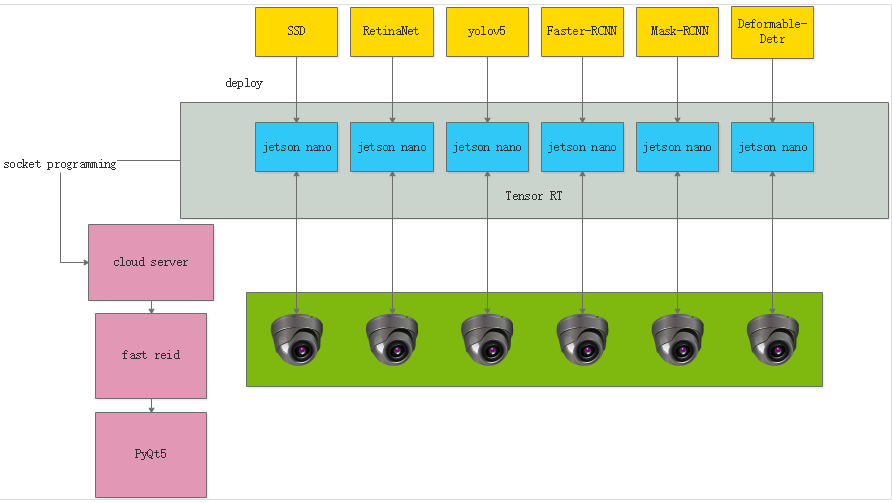 SSD
RetinaNet
yolov5
Faster-RCNN
Mask-RCNN
Deformable-
Detr
deploy
jetson nano
jetson nano
jetson nano
jetson nano
jetson nano
jetson nano
socket programming
Tensor RT
cloud server
fast reid
PyQt5